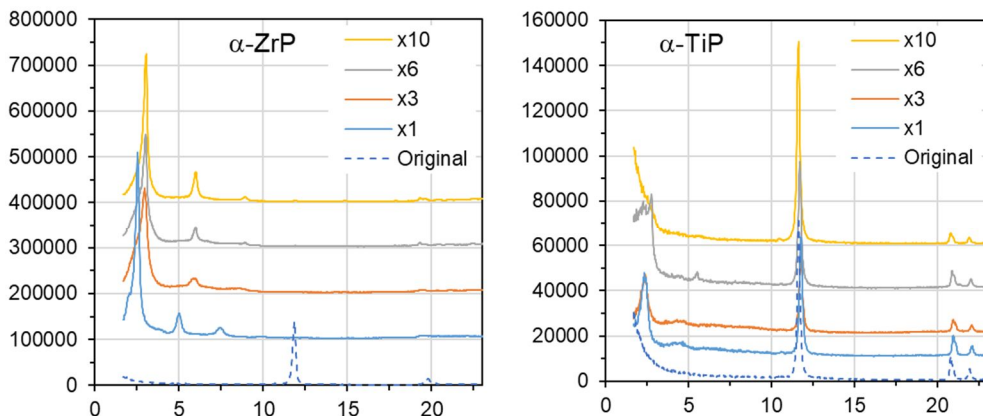 α-ZrP
x10
x6
x3
x1
Original
800000
700000
600000
500000
400000
300000
200000
100000
0
0 5 10 15 20
α-TiP
x10
x6
x3
x1
Original
160000
140000
120000
100000
80000
60000
40000
20000
0
0 5 10 15 20